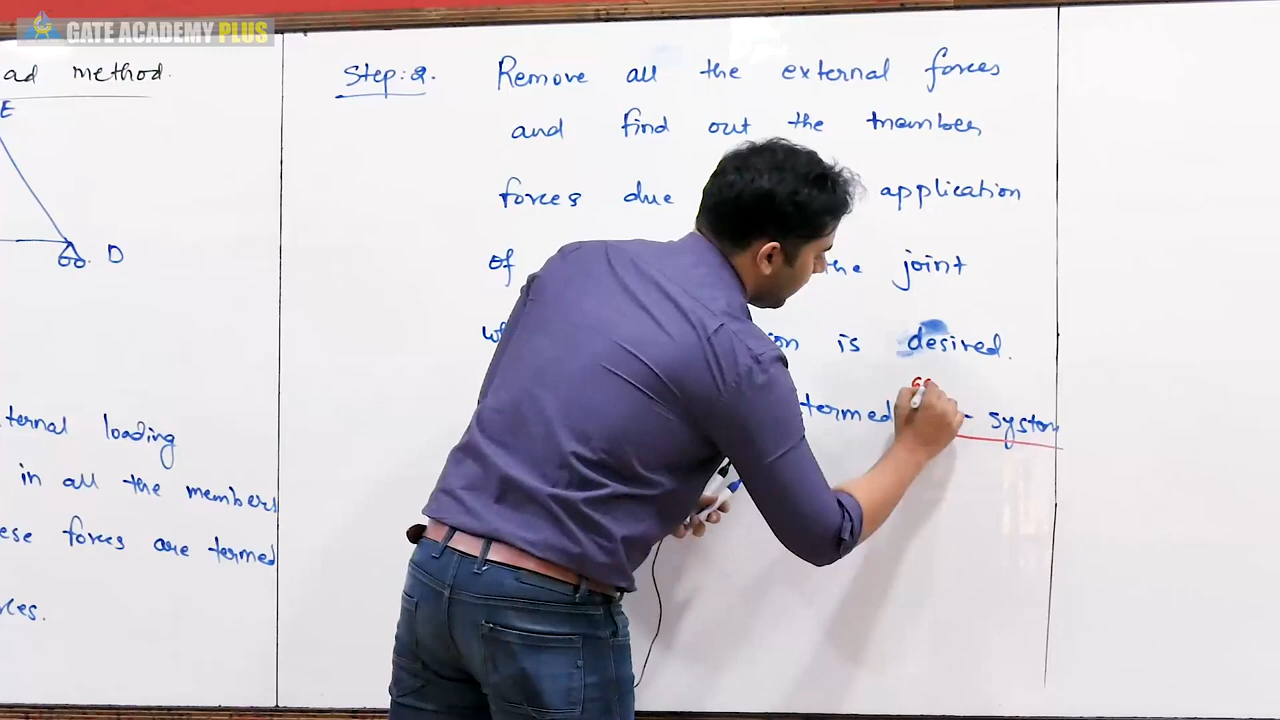 GATE ACADEMY PLUS
ad method.
E
D
ternal loading
in all the members
ese forces are termed
rces.
Step:2. Remove all the external forces
and find out the member
forces due application
of the joint
is desired.
termed - system